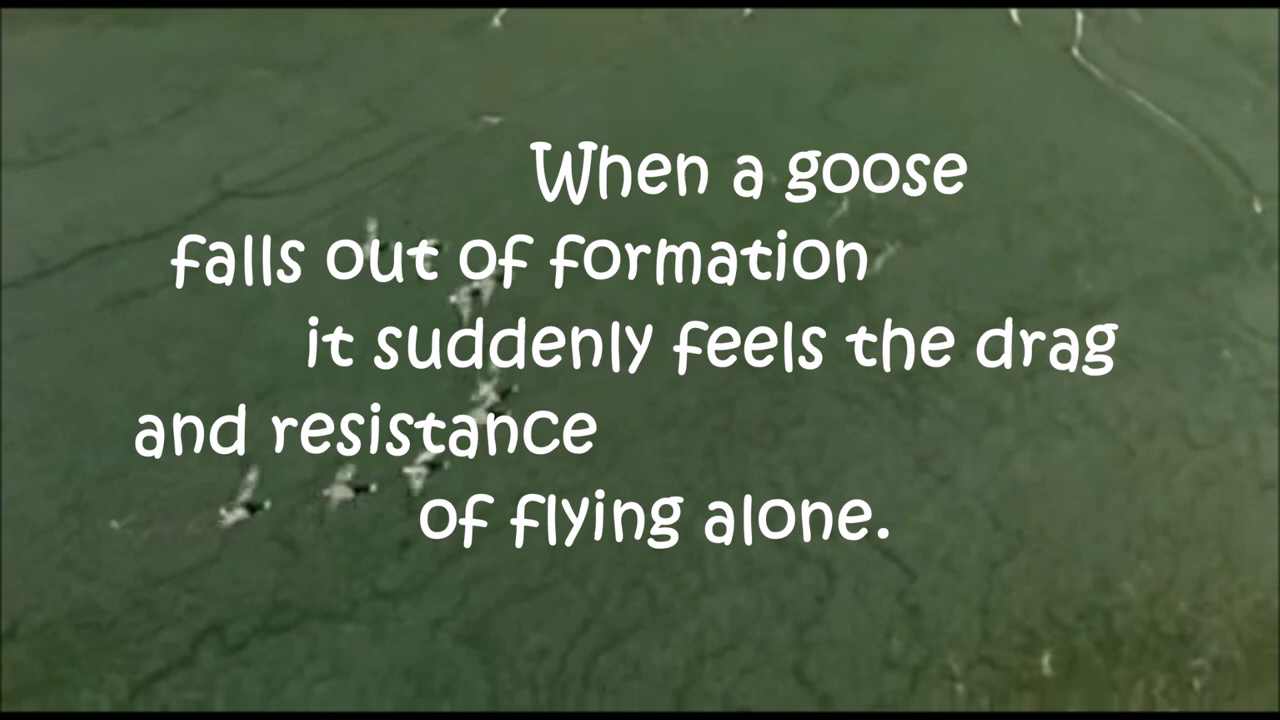 When a goose
falls out of formation
it suddenly feels the drag
and resistance
of flying alone.